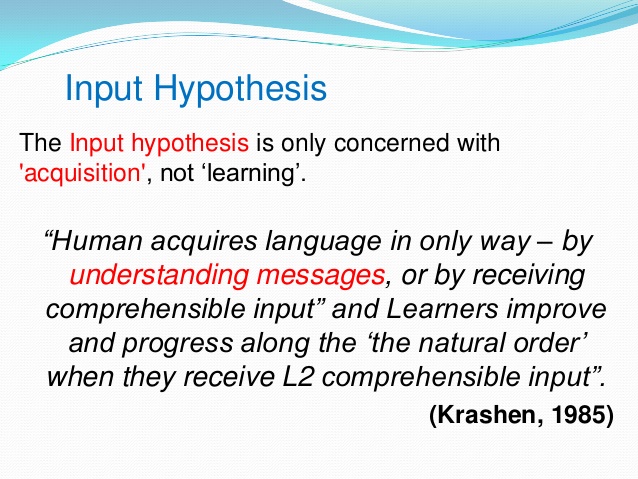 Input Hypothesis
The Input hypothesis is only concerned with
'acquisition', not ‘learning’.
“Human acquires language in only way – by
understanding messages, or by receiving
comprehensible input” and Learners improve
and progress along the ‘the natural order’
when they receive L2 comprehensible input”.
(Krashen, 1985)